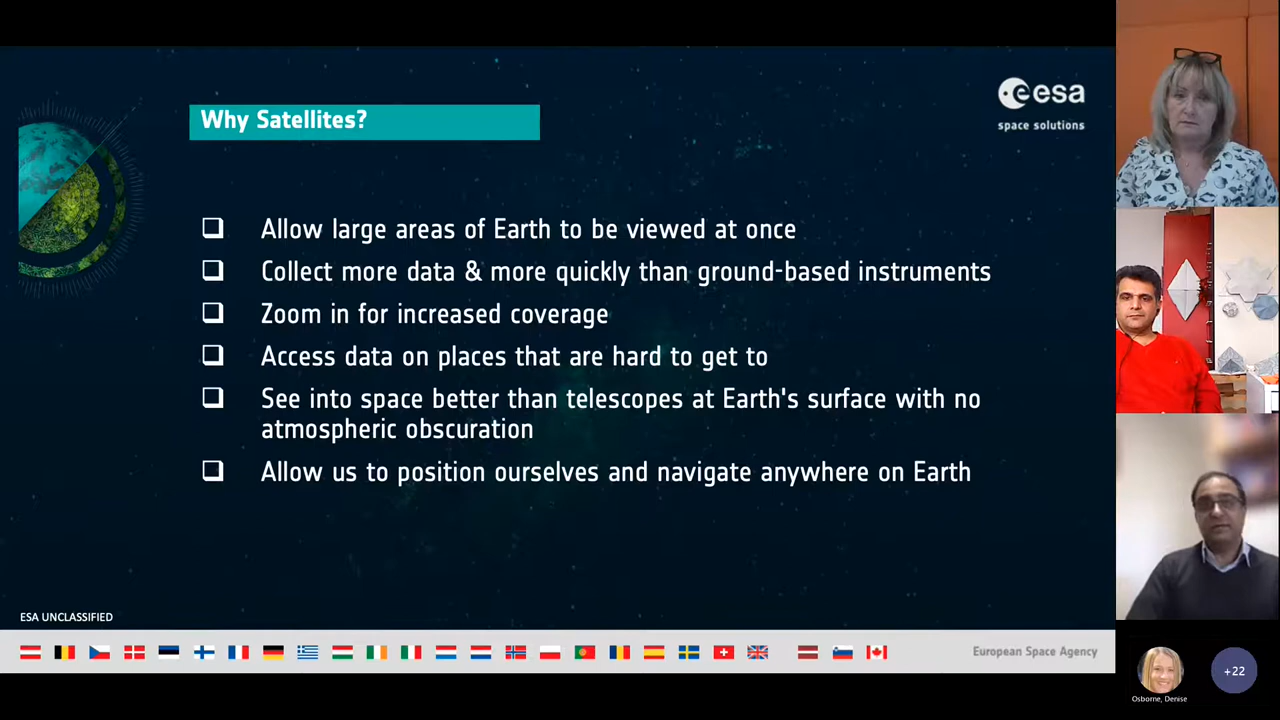 Why Satellites?
esa
space solutions
Allow large areas of Earth to be viewed at once
Collect more data & more quickly than ground-based instruments
Zoom in for increased coverage
Access data on places that are hard to get to
See into space better than telescopes at Earth's surface with no
atmospheric obscuration
Allow us to position ourselves and navigate anywhere on Earth
ESA UNCLASSIFIED
European Space Agency
Osborne, Denise
+22